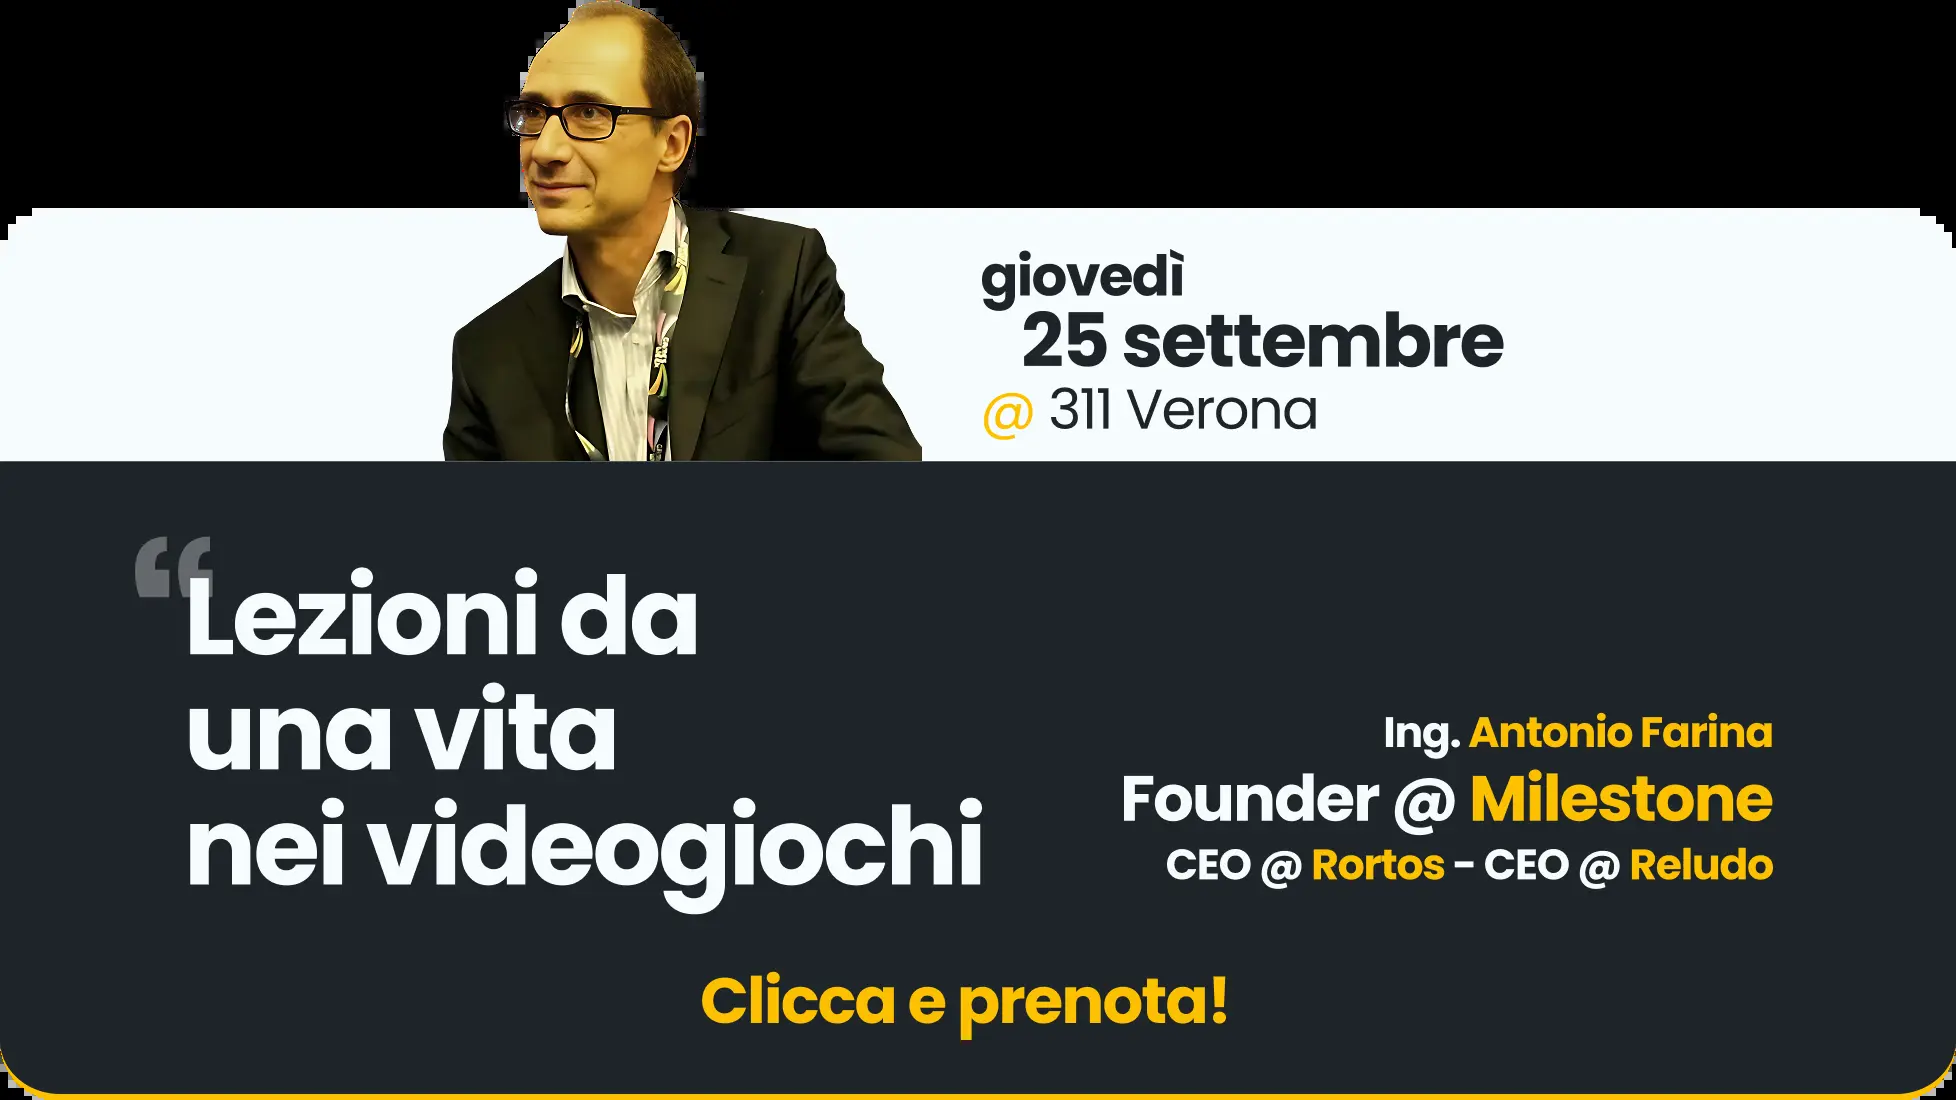 giovedì
25 settembre
@ 311 Verona
“Lezioni da
una vita
nei videogiochi
Ing. Antonio Farina
Founder @ Milestone
CEO @ Rortos - CEO @ Reludo
Clicca e prenota!